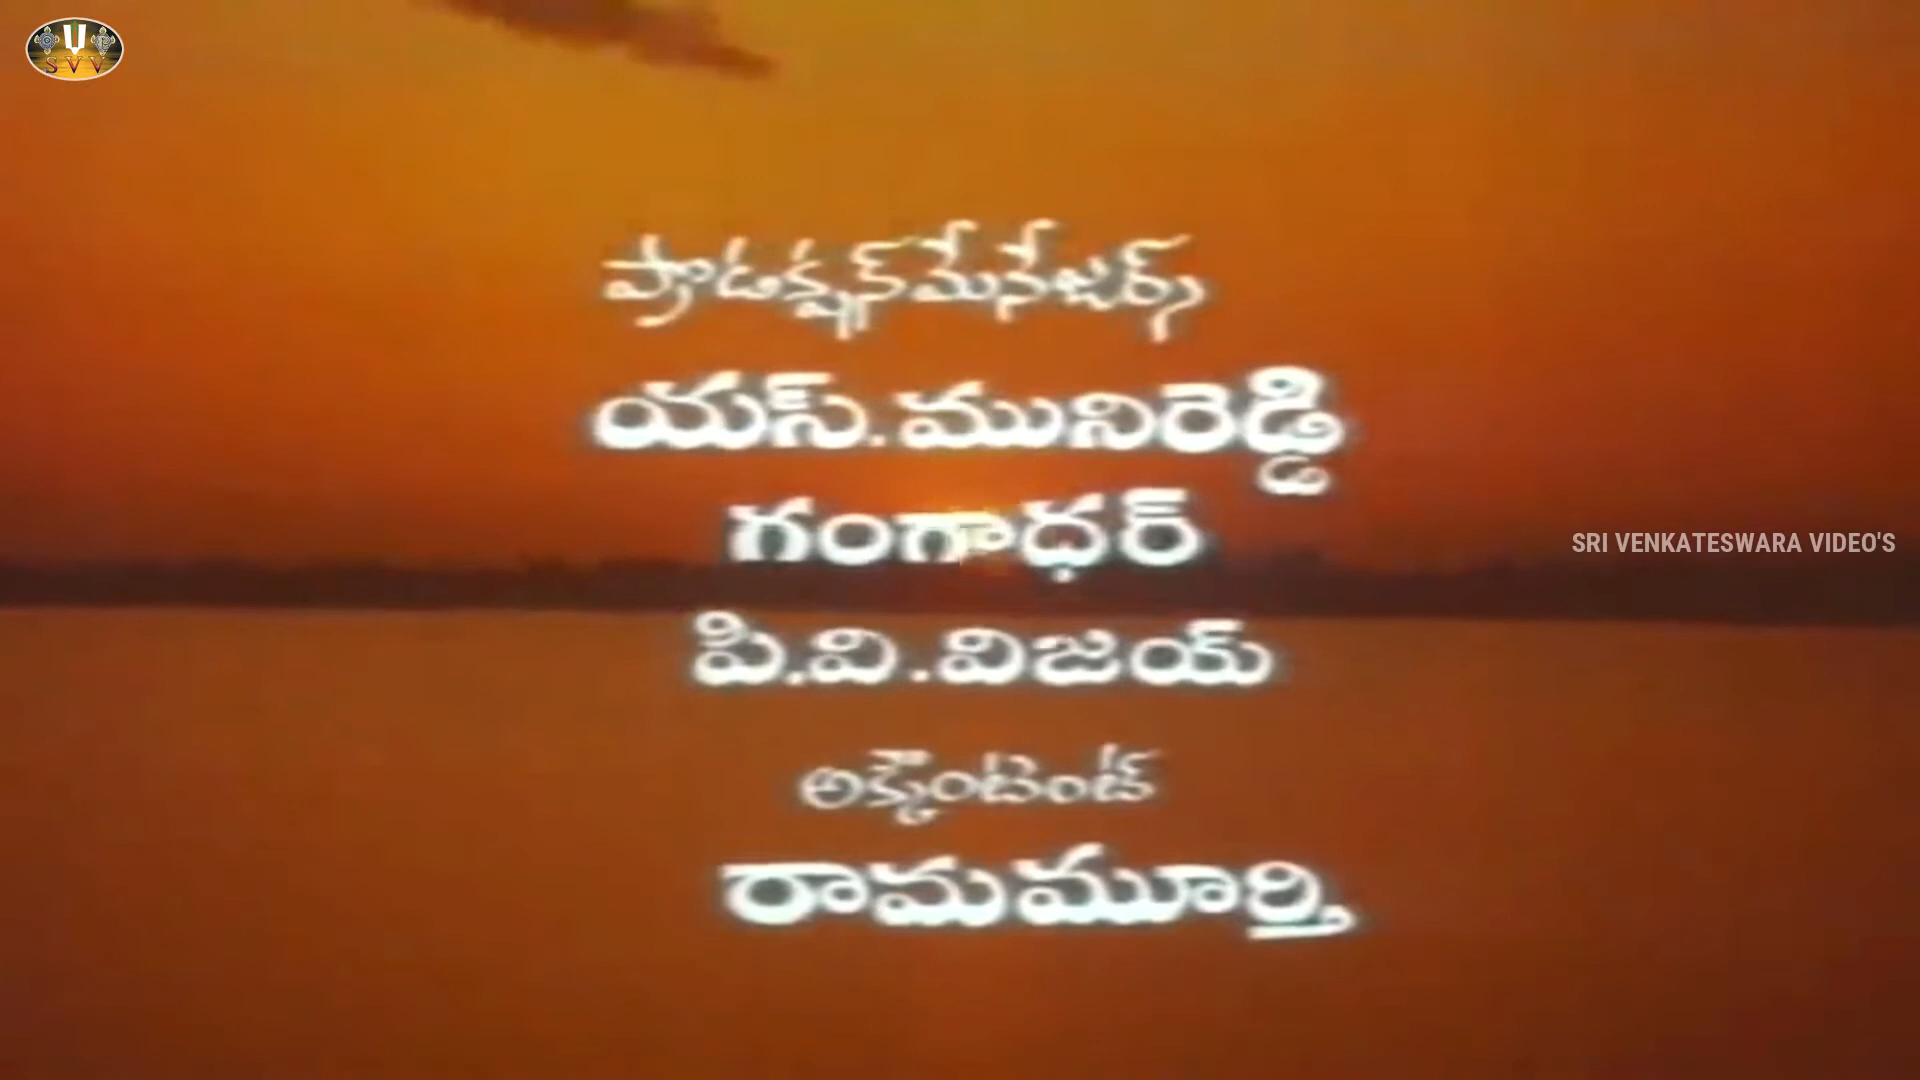 SVV
ప్రొడక్షన్ మేనేజర్స్
యస్. మునిరెడ్డి
గంగాధర్
SRI VENKATESWARA VIDEO'S
పి.వి.విజయ్
అక్కౌంటెంట్
రామమూర్తి